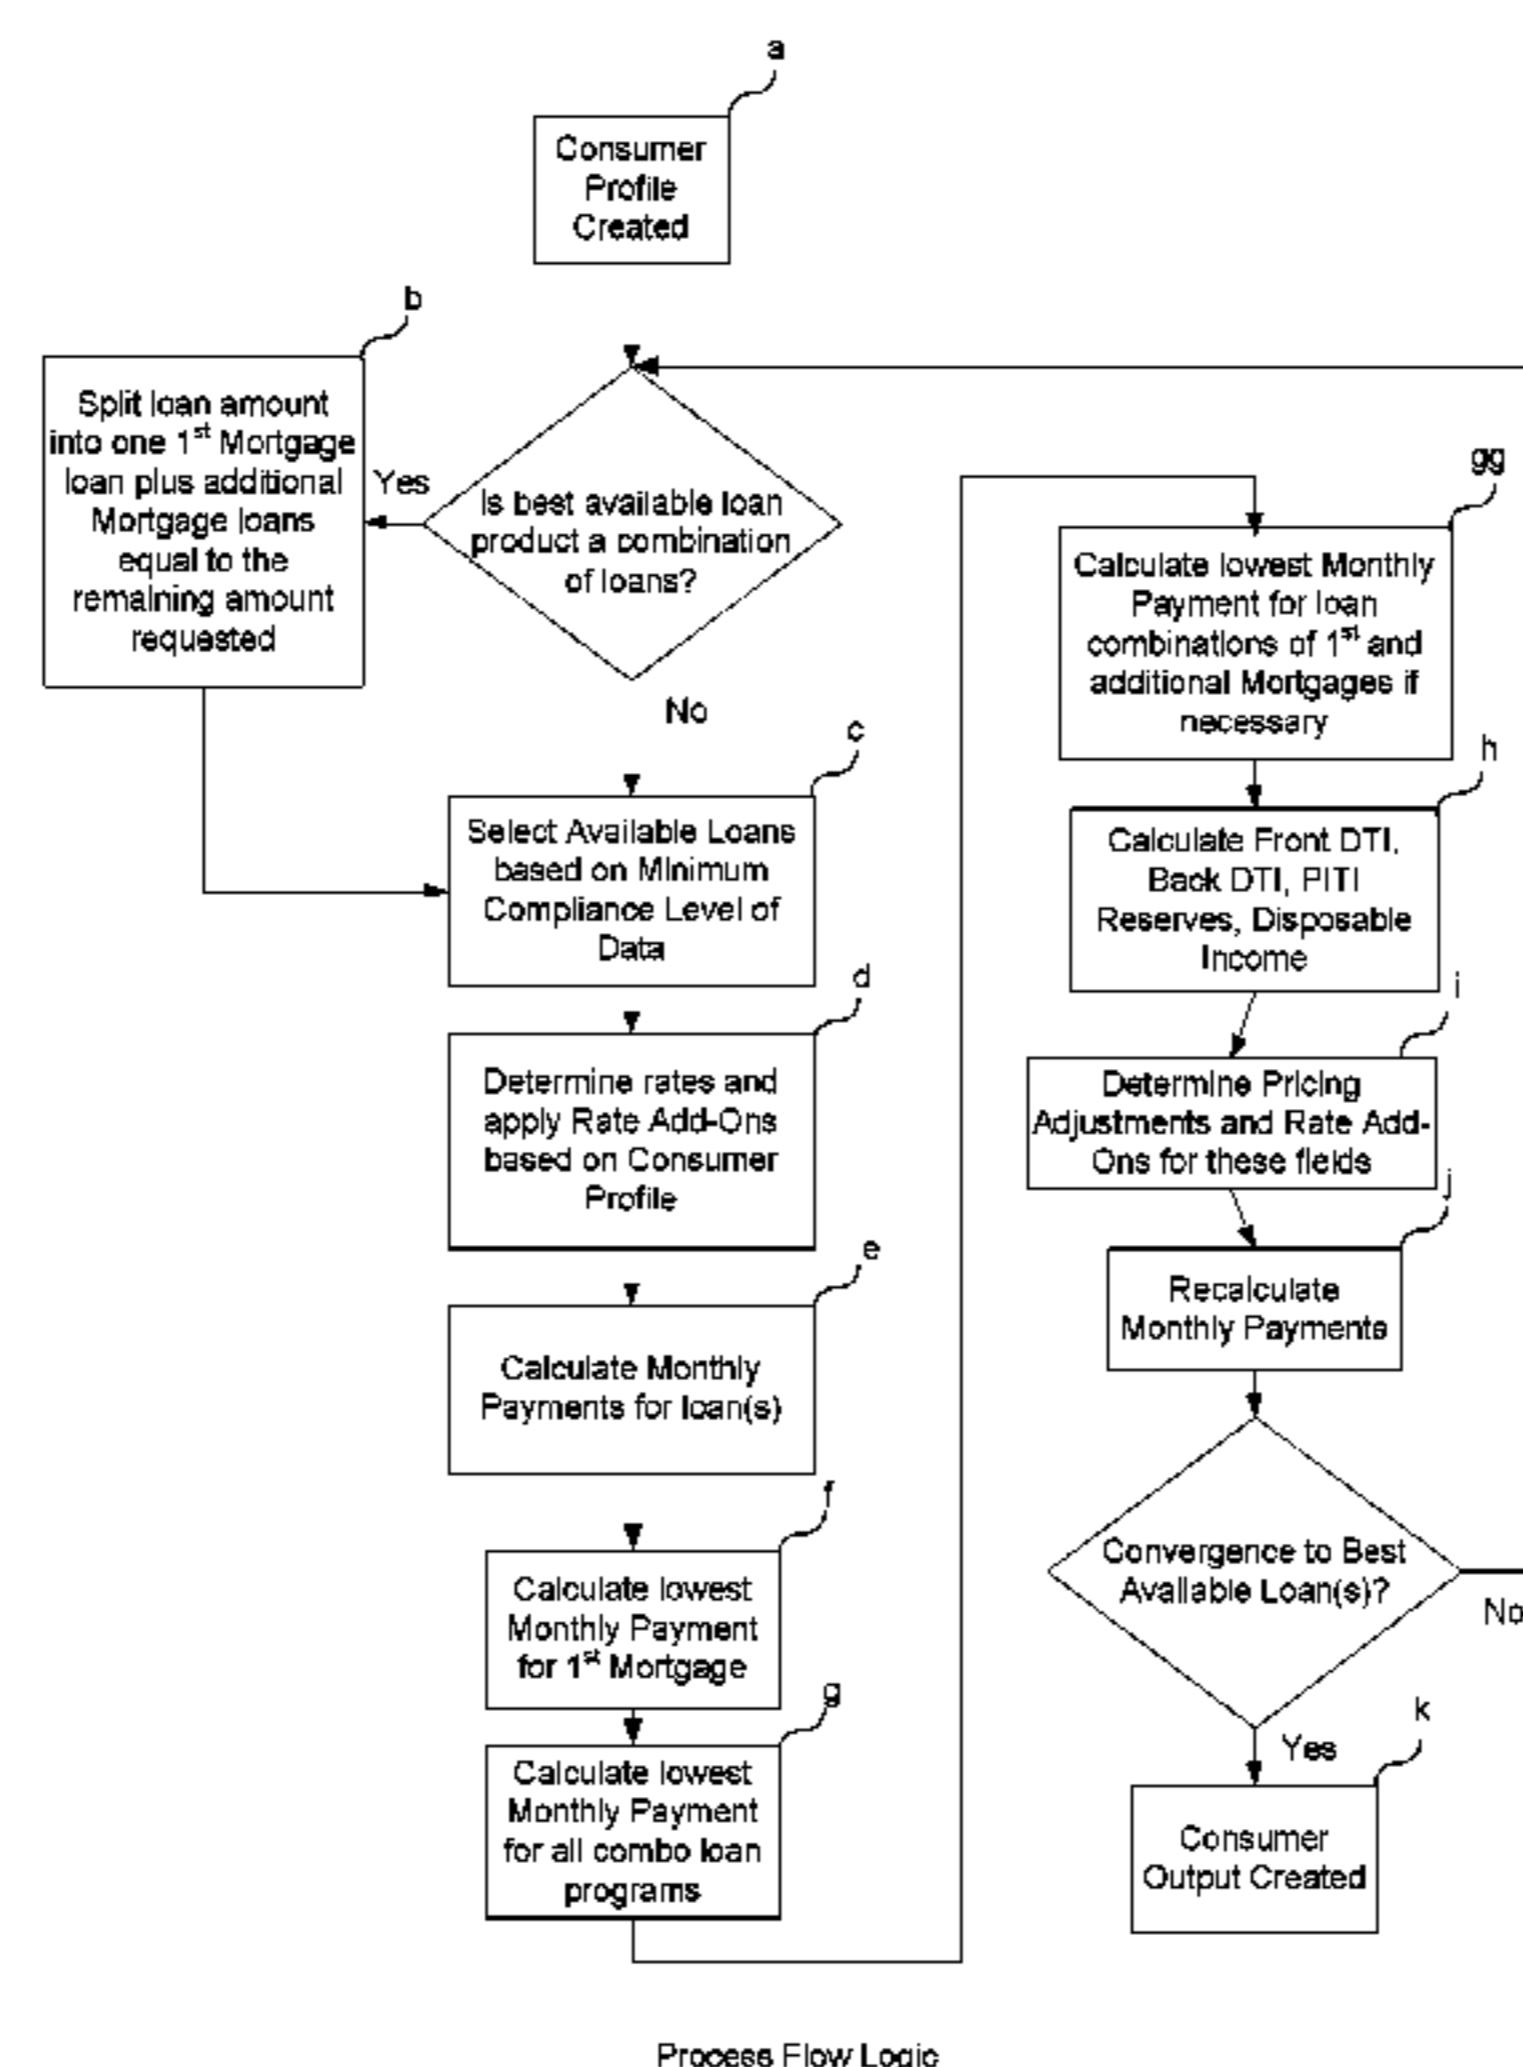 a
Consumer
Profile
Created
b
Split loan amount
into one 1st Mortgage
loan plus additional
Mortgage loans
equal to the
remaining amount
requested
Yes
Is best available loan
product a combination
of loans?
No
c
Select Available Loans
based on Minimum
Compliance Level of
Data
d
Determine rates and
apply Rate Add-Ons
based on Consumer
Profile
e
Calculate Monthly
Payments for loan(s)
f
Calculate lowest
Monthly Payment
for 1st Mortgage
g
Calculate lowest
Monthly Payment
for all combo loan
programs
gg
Calculate lowest Monthly
Payment for loan
combinations of 1st and
additional Mortgages if
necessary
h
Calculate Front DTI,
Back DTI, PITI
Reserves, Disposable
Income
i
Determine Pricing
Adjustments and Rate Add-
Ons for these fields
j
Recalculate
Monthly Payments
Convergence to Best
Available Loan(s)?
No
Yes
k
Consumer
Output Created
Process Flow Logic